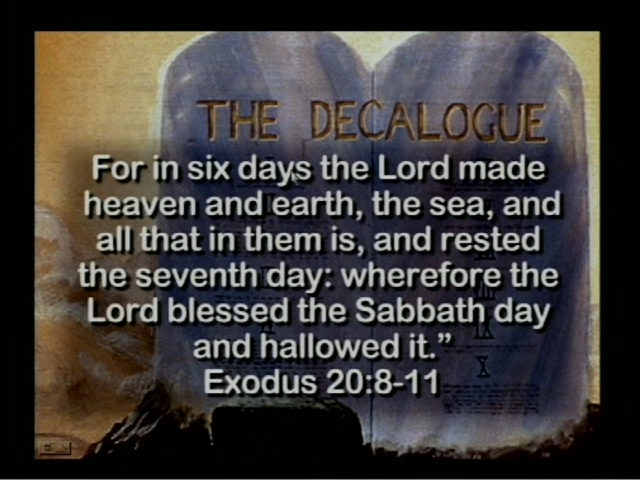 THE DECALOGUE
For in six days the Lord made
heaven and earth, the sea, and
all that in them is, and rested
the seventh day: wherefore the
Lord blessed the Sabbath day
and hallowed it.”
Exodus 20:8-11
IX
X